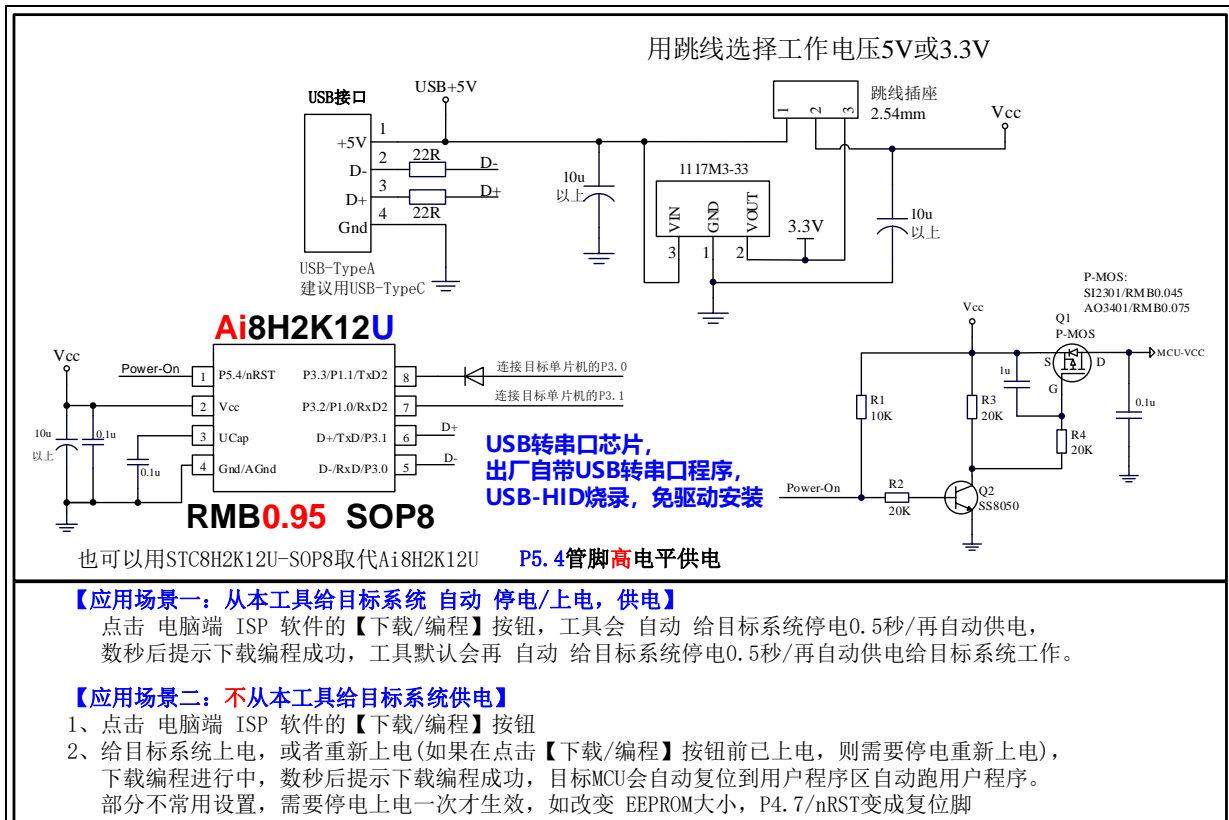 用跳线选择工作电压5V或3.3V
USB接口
USB+5V
+5V
D-
D+
Gnd
1
2
3
4
22R
22R
D-
D+
USB-TypeA
建议用USB-TypeC
10u
以上
1
2
3
跳线插座
2.54mm
1117M3-33
VIN
GND
VOUT
3
1
2
3.3V
Vcc
10u
以上
Ai8H2K12U
Vcc
10u
以上
0.1u
0.1u
Power-On
1 P5.4/nRST
2 Vcc
3 UCap
4 Gnd/AGnd
P3.3/P1.1/TxD2 8
P3.2/P1.0/RxD2 7
D+/TxD/P3.1 6
D-/RxD/P3.0 5
连接目标单片机的P3.0
连接目标单片机的P3.1
D+
D-
RMB0.95 SOP8
USB转串口芯片,
出厂自带USB转串口程序,
USB-HID烧录, 免驱动安装
P-MOS:
SI2301/RMB0.045
AO3401/RMB0.075
Vcc
Q1
P-MOS
S
D
G
MCU-VCC
1u
R1
10K
R3
20K
R4
20K
0.1u
Power-On
R2
20K
Q2
SS8050
也可以用STC8H2K12U-SOP8取代Ai8H2K12U
P5.4管脚高电平供电
【应用场景一: 从本工具给目标系统 自动 停电/上电, 供电】
点击 电脑端 ISP 软件的【下载/编程】按钮, 工具会 自动 给目标系统停电0.5秒/再自动供电,
数秒后提示下载编程成功, 工具默认会再 自动 给目标系统停电0.5秒/再自动供电给目标系统工作。
【应用场景二: 不从本工具给目标系统供电】
1、点击 电脑端 ISP 软件的【下载/编程】按钮
2、给目标系统上电, 或者重新上电(如果在点击【下载/编程】按钮前已上电, 则需要停电重新上电),
下载编程进行中, 数秒后提示下载编程成功, 目标MCU会自动复位到用户程序区自动跑用户程序。
部分不常用设置, 需要停电上电一次才生效, 如改变 EEPROM大小, P4.7/nRST变成复位脚